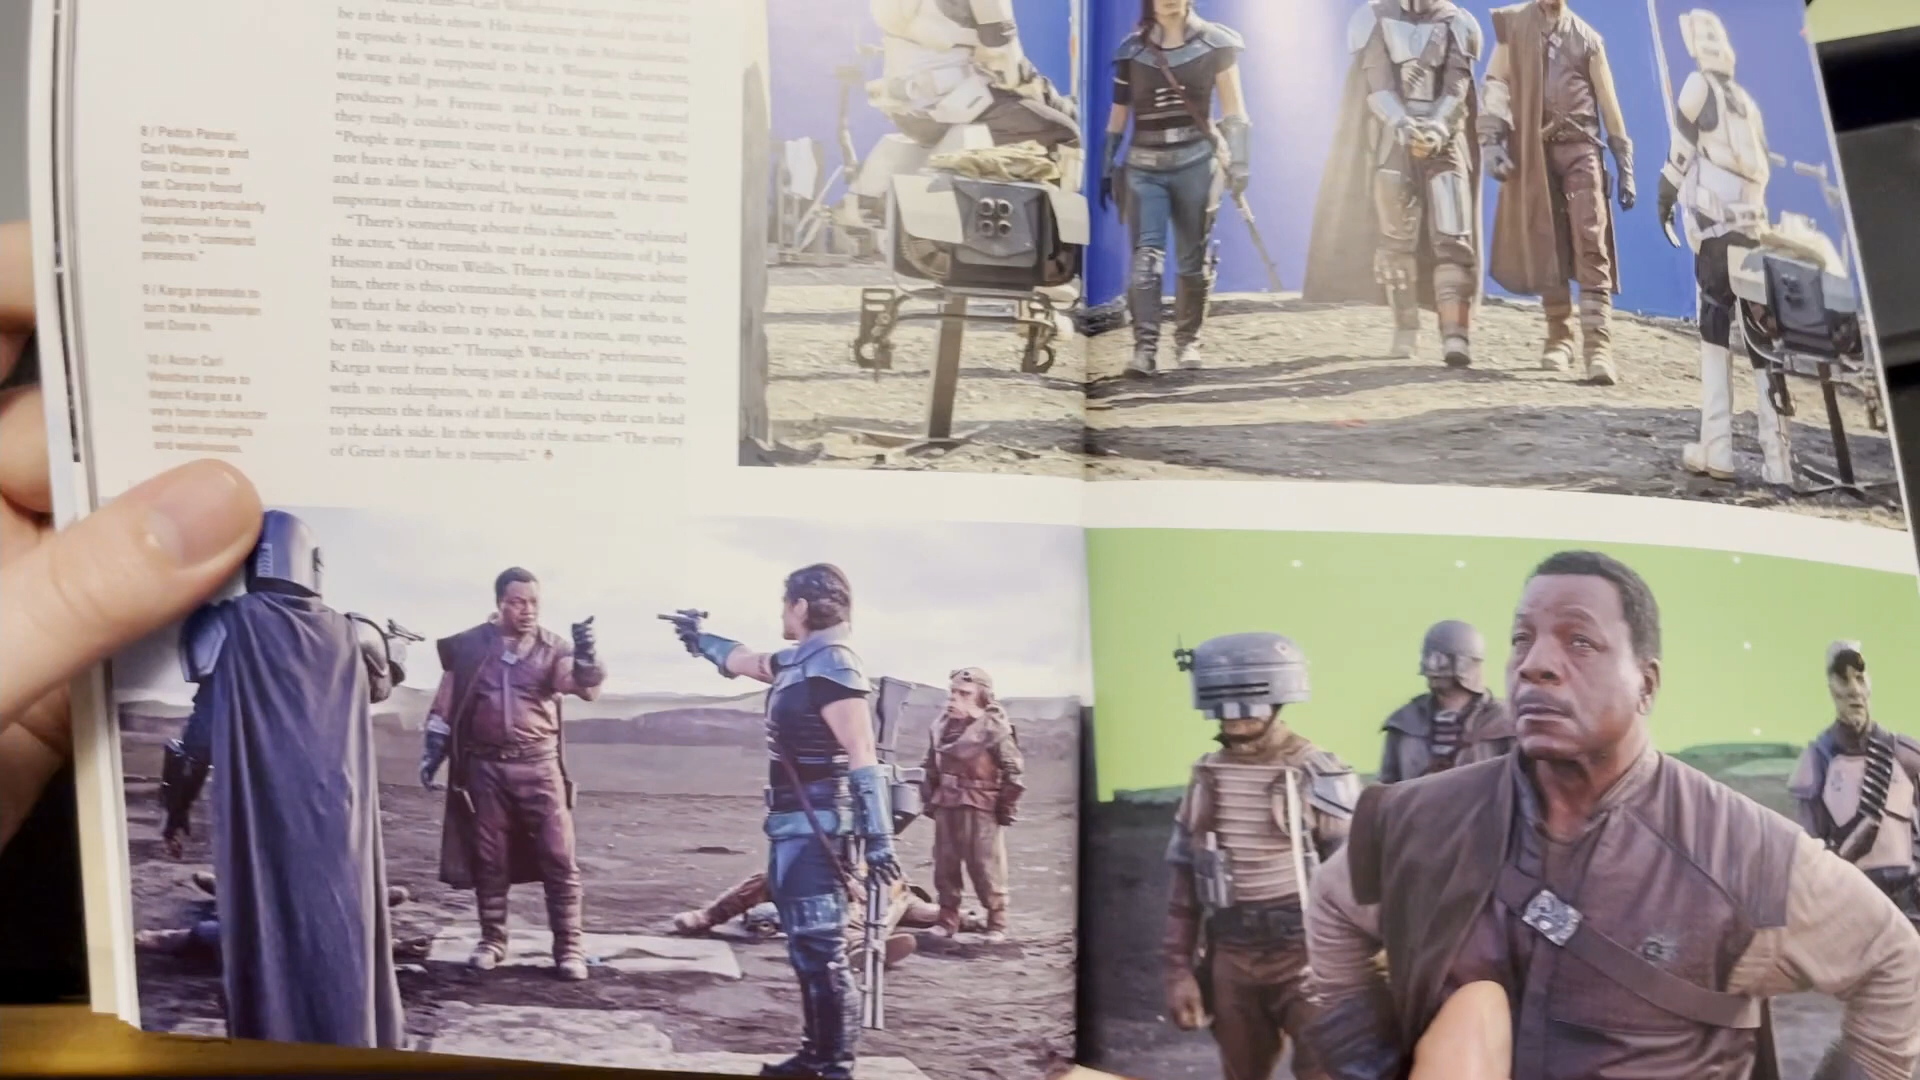 8 / Pedro Pascal,
Carl Weathers and
Gina Carano on
set. Carano found
Weathers particularly
inspirational for his
ability to "command
presence."
9 / Karga pretends to
turn the Mandalorian
and Dune in.
10 / Actor Carl
Weathers strove to
depict Karga as a
very human character
with both strengths
and weaknesses.
be in the whole show. His character should have died
in episode 3 when he was shot by the Mandalorian.
He was also supposed to be a character
wearing full prosthetic makeup. But then, executive
producers Jon Favreau and Dave Filoni realized
they really couldn't cover his face. Weathers agreed:
"People are gonna tune in if you got the name. Why
not have the face?" So he was spared an early demise
and an alien background, becoming one of the most
important characters of The Mandalorian.
"There's something about this character," explained
the actor, "that reminds me of a combination of John
Huston and Orson Welles. There is this largesse about
him, there is this commanding sort of presence about
him that he doesn't try to do, but that's just who is.
When he walks into a space, not a room, any space,
he fills that space." Through Weathers' performance,
Karga went from being just a bad guy, an antagonist
with no redemption, to an all-round character who
represents the flaws of all human beings that can lead
to the dark side. In the words of the actor: "The story
of Greef is that he is tempted."